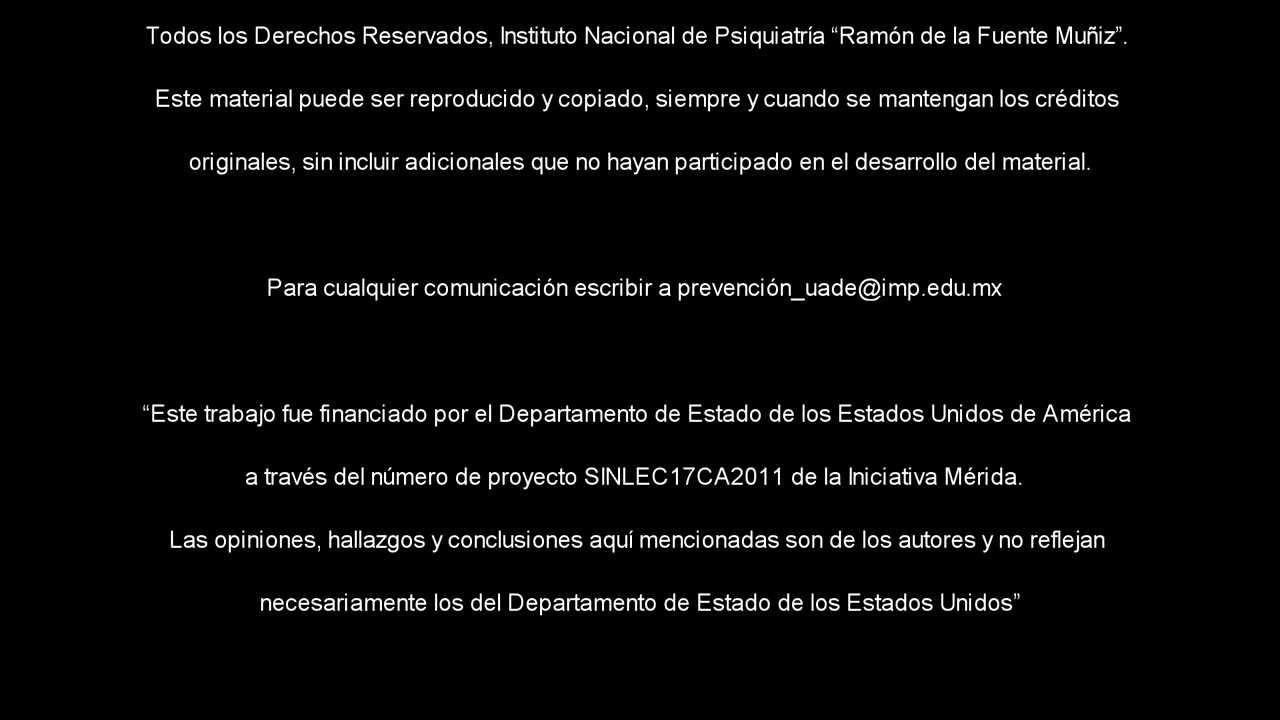 Todos los Derechos Reservados, Instituto Nacional de Psiquiatría “Ramón de la Fuente Muñiz”.
Este material puede ser reproducido y copiado, siempre y cuando se mantengan los créditos
originales, sin incluir adicionales que no hayan participado en el desarrollo del material.
Para cualquier comunicación escribir a prevención_uade@imp.edu.mx
“Este trabajo fue financiado por el Departamento de Estado de los Estados Unidos de América
a través del número de proyecto SINLEC17CA2011 de la Iniciativa Mérida.
Las opiniones, hallazgos y conclusiones aquí mencionadas son de los autores y no reflejan
necesariamente los del Departamento de Estado de los Estados Unidos”